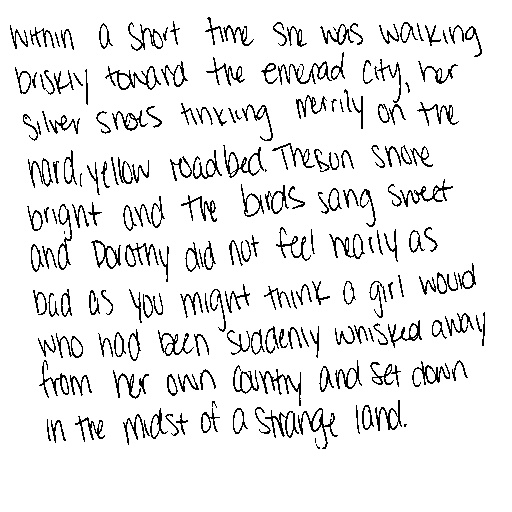 Within a short time she was walking
briskly toward the emerad city, her
silver shoes tinkling merrily on the
hard, yellow roadbed. The sun shone
bright and the birds sang sweet
and Dorothy did not feel nearly as
bad as you might think a girl would
who had been suddenly whisked away
from her own country and set down
in the midst of a strange land.